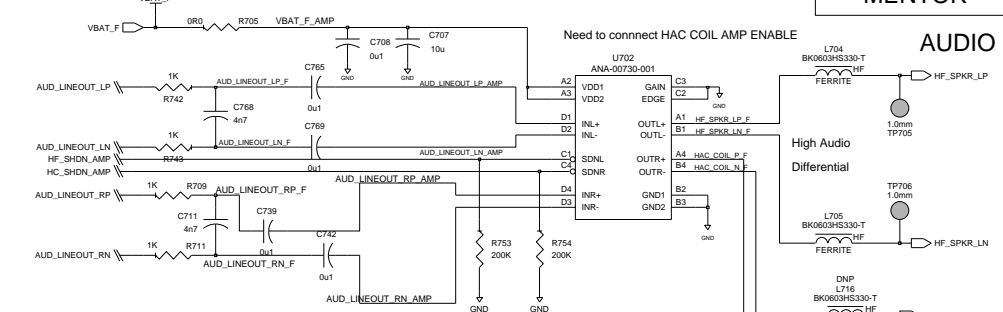 MENTOR
AUDIO
VBAT_F
0R0
R705
VBAT_F_AMP
C708
0u1
C707
10u
GND
GND
Need to connnect HAC COIL AMP ENABLE
U702
ANA-00730-001
A2
A3
VDD1
VDD2
GAIN
EDGE
C3
C2
GND
D1
D2
INL+
INL-
OUTL+
OUTL-
A1
B1
HF_SPKR_LP_F
HF_SPKR_LN_F
C1
C4
SDNL
SDNR
OUTR+
OUTR-
A4
B4
HAC_COIL_P_F
HAC_COIL_N_F
D4
D3
INR+
INR-
GND1
GND2
B2
B3
GND
L704
BK0603HS330-T
HF
FERRITE
HF_SPKR_LP
1.0mm
TP705
High Audio
Differential
TP706
1.0mm
L705
BK0603HS330-T
HF
FERRITE
HF_SPKR_LN
DNP
L716
BK0603HS330-T
HF
AUD_LINEOUT_LP
1K
R742
AUD_LINEOUT_LP_F
C765
0u1
AUD_LINEOUT_LP_AMP
C768
4n7
AUD_LINEOUT_LN
1K
R743
AUD_LINEOUT_LN_F
C769
0u1
AUD_LINEOUT_LN_AMP
HF_SHDN_AMP
HC_SHDN_AMP
AUD_LINEOUT_RP
1K
R709
AUD_LINEOUT_RP_F
AUD_LINEOUT_RP_AMP
C711
4n7
C739
0u1
AUD_LINEOUT_RN
1K
R711
AUD_LINEOUT_RN_F
C742
0u1
AUD_LINEOUT_RN_AMP
R753
200K
GND
R754
200K
GND